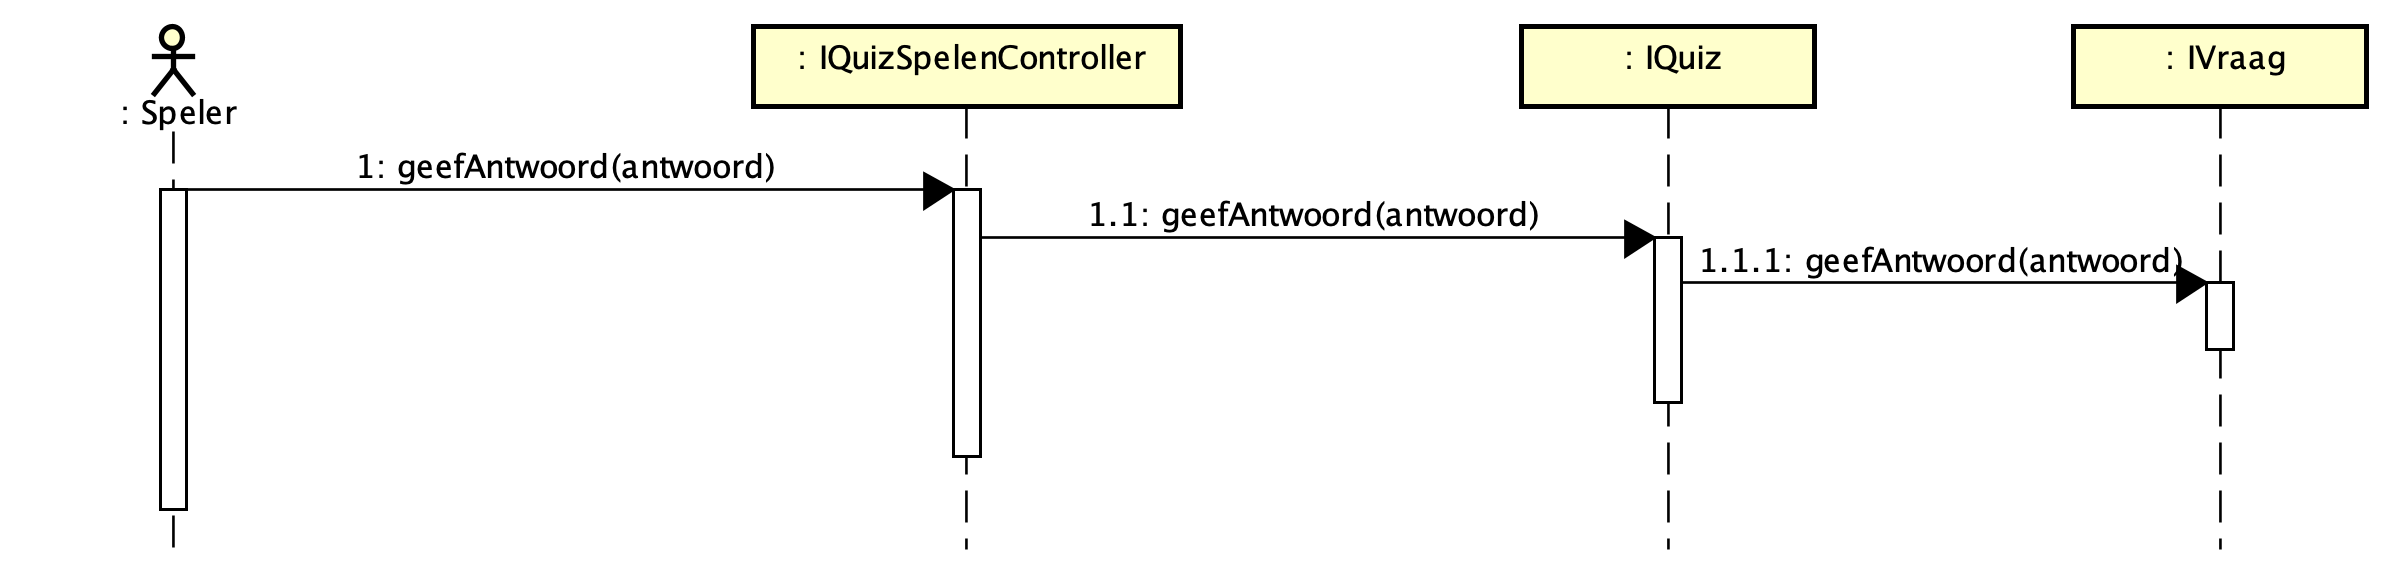 : Speler
: IQuizSpelenController
: IQuiz
: IVraag
1: geefAntwoord(antwoord)
1.1: geefAntwoord(antwoord)
1.1.1: geefAntwoord(antwoord)